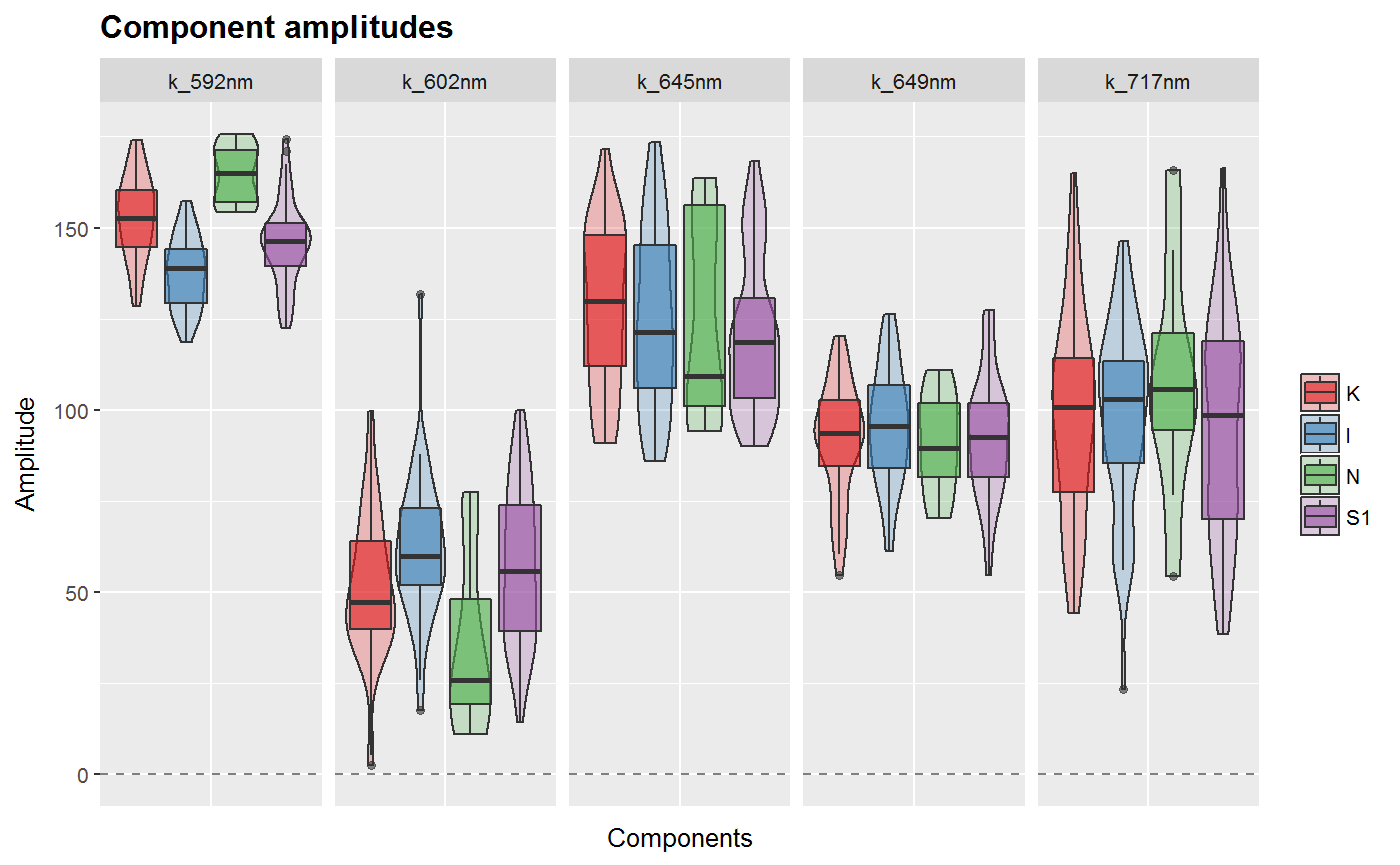 Component amplitudes
k_592nm k_602nm k_645nm k_649nm k_717nm
Amplitude
150
100
50
0
Components
K
I
N
S1